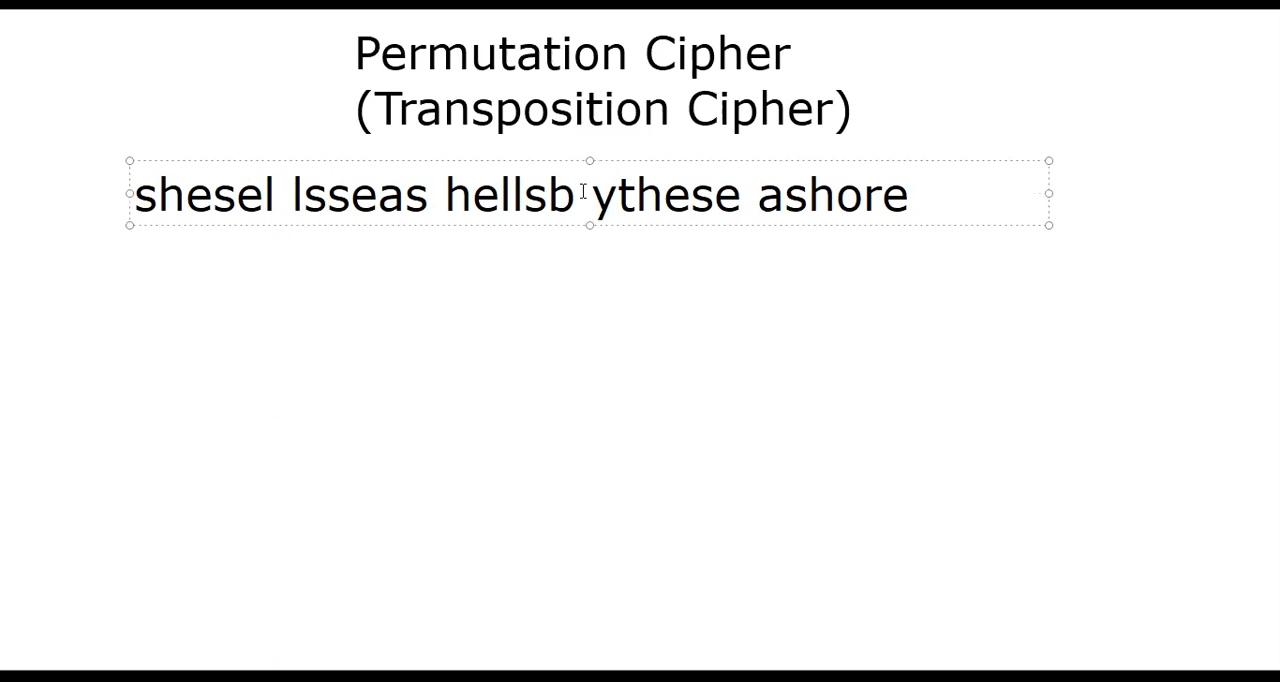 Permutation Cipher
(Transposition Cipher)
shesel lsseas hellsb ythese ashore